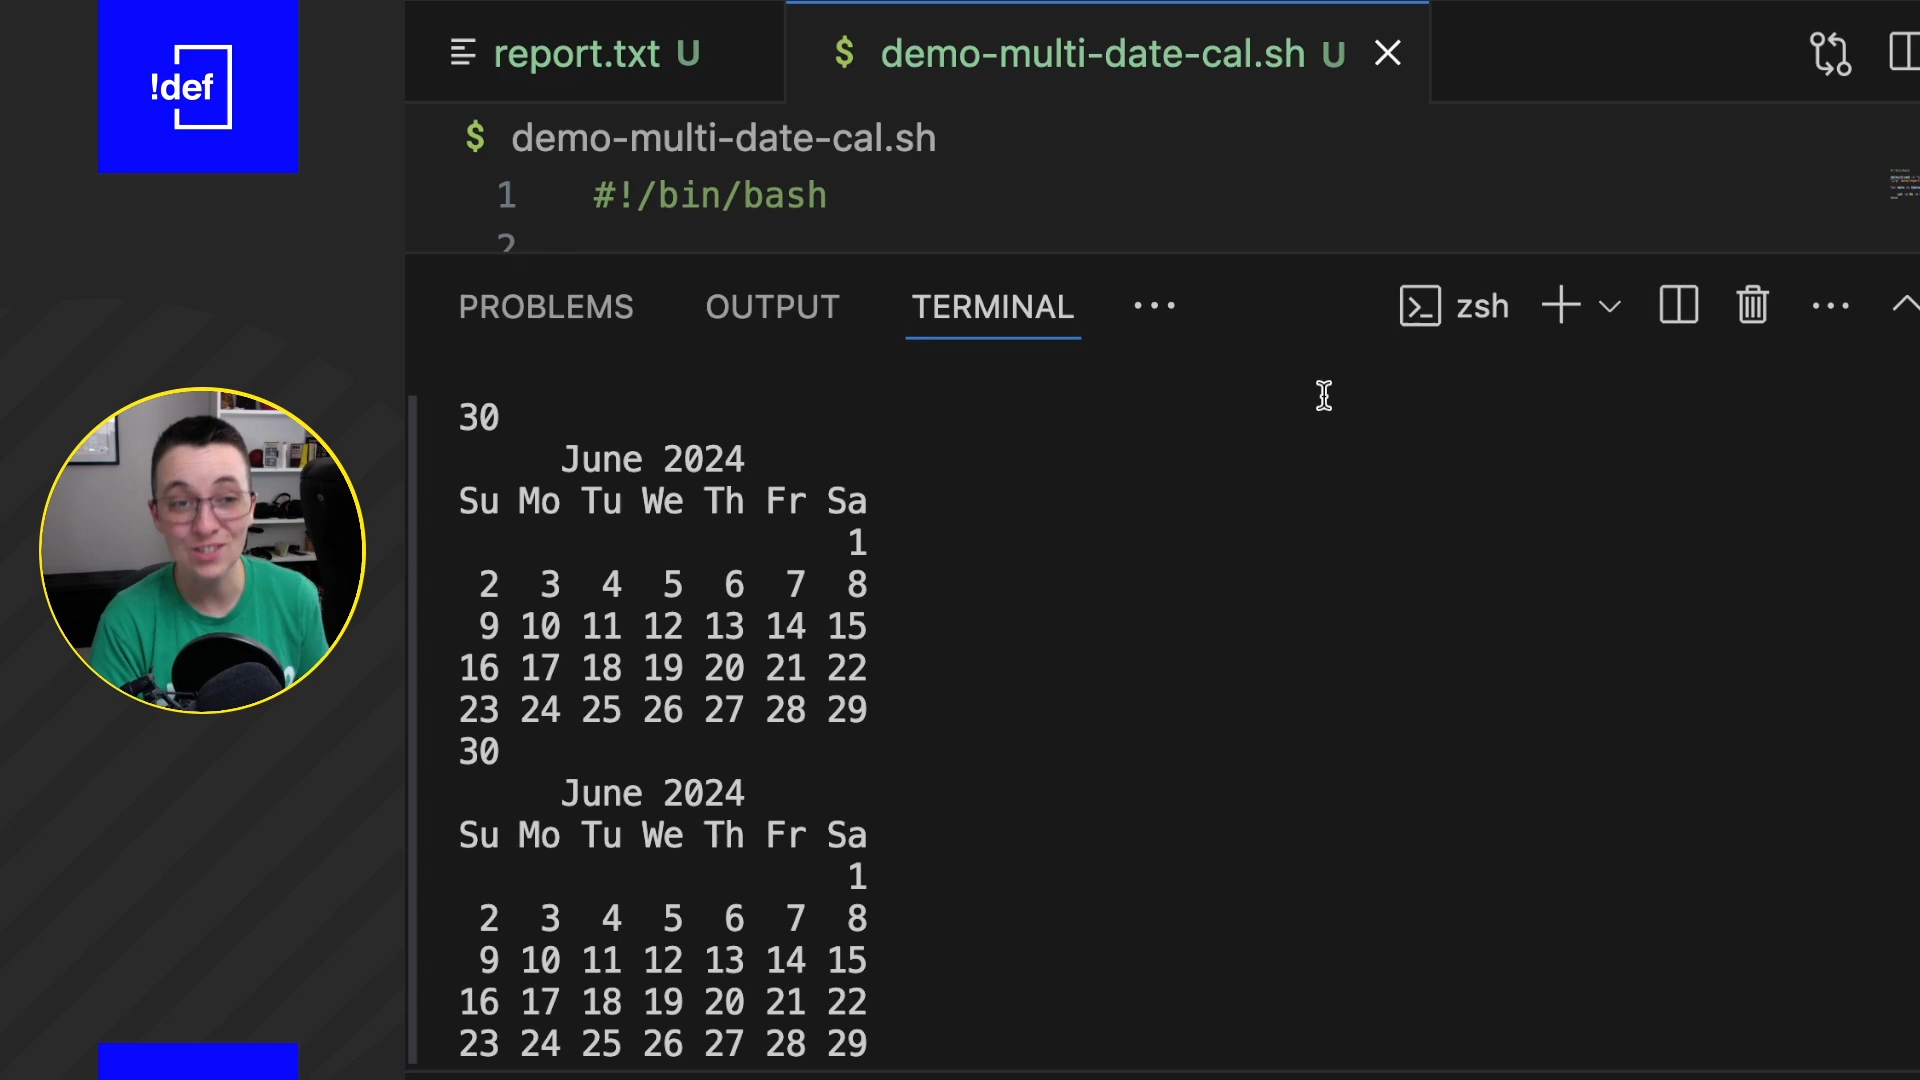 !def
report.txt U
$ demo-multi-date-cal.sh U
$ demo-multi-date-cal.sh
1 #!/bin/bash
2
PROBLEMS OUTPUT TERMINAL ... zsh ...
30
June 2024
Su Mo Tu We Th Fr Sa
1
2 3 4 5 6 7 8
9 10 11 12 13 14 15
16 17 18 19 20 21 22
23 24 25 26 27 28 29
30
June 2024
Su Mo Tu We Th Fr Sa
1
2 3 4 5 6 7 8
9 10 11 12 13 14 15
16 17 18 19 20 21 22
23 24 25 26 27 28 29